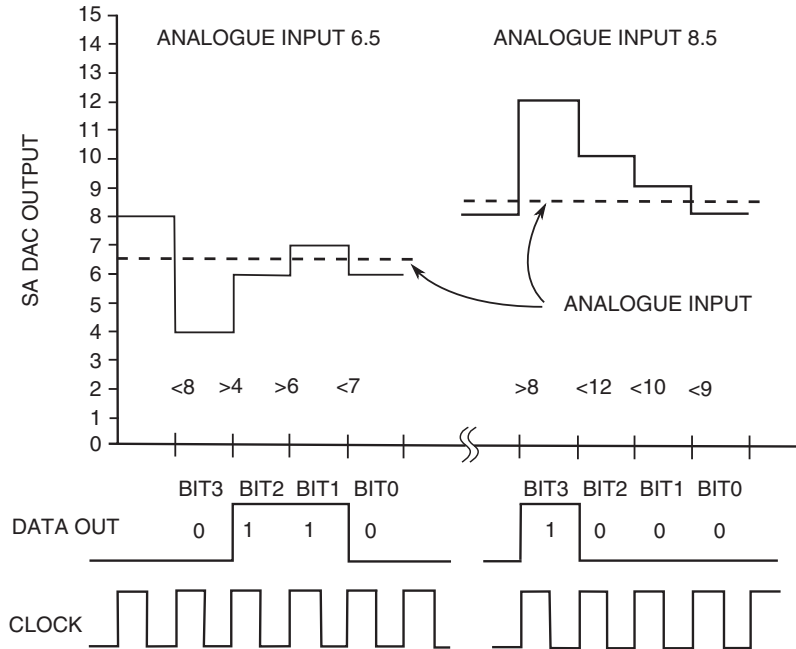 15
ANALOGUE INPUT 6.5 ANALOGUE INPUT 8.5
14
13
12
11
10
9
8
7
6
5
4
3
2
1
0
SA DAC OUTPUT
ANALOGUE INPUT
<8 >4 >6 <7 >8 <12 <10 <9
BIT3 BIT2 BIT1 BIT0 BIT3 BIT2 BIT1 BIT0
DATA OUT 0 1 1 0 1 0 0 0
CLOCK